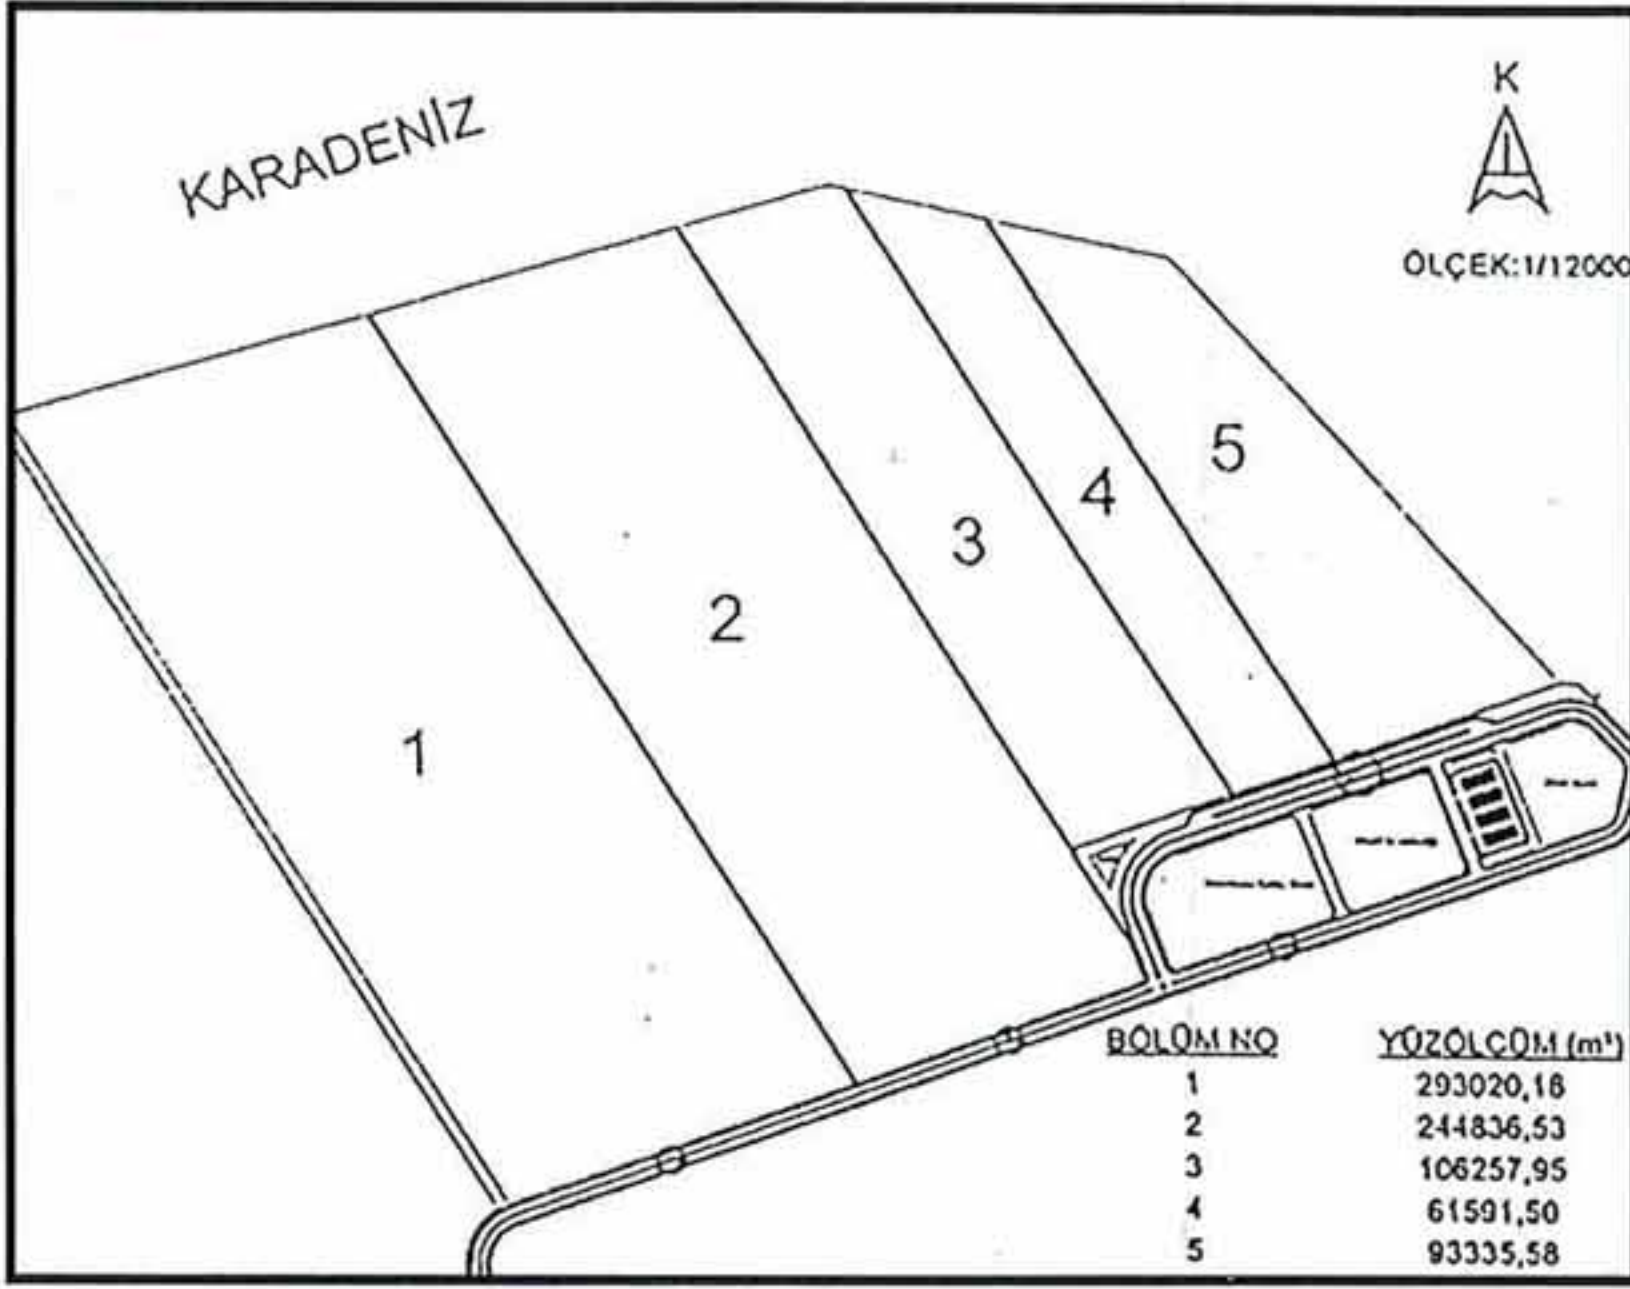 KARADENİZ
K
ÖLÇEK:1/12000
5
4
3
2
1
BÖLÜM NO YÜZÖLÇÜM (m²)
1 293020,16
2 244836,53
3 106257,95
4 61591,50
5 93335,58